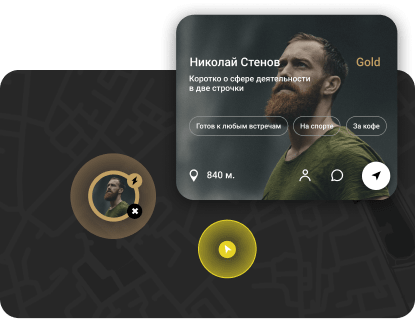 Николай Стенов
Gold
Коротко о сфере деятельности
в две строчки
Готов к любым встречам
На спорте
За кофе
840 м.